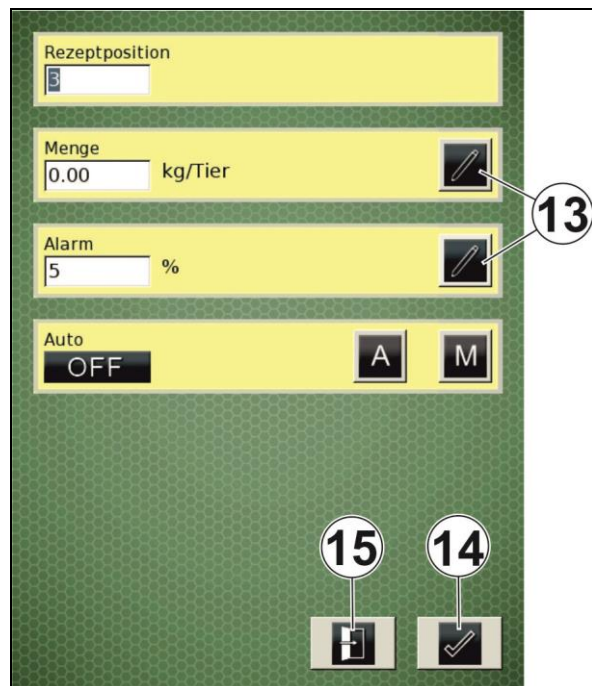 Rezeptposition
3
Menge
0.00 kg/Tier
13
Alarm
5 %
Auto
OFF A M
15 14